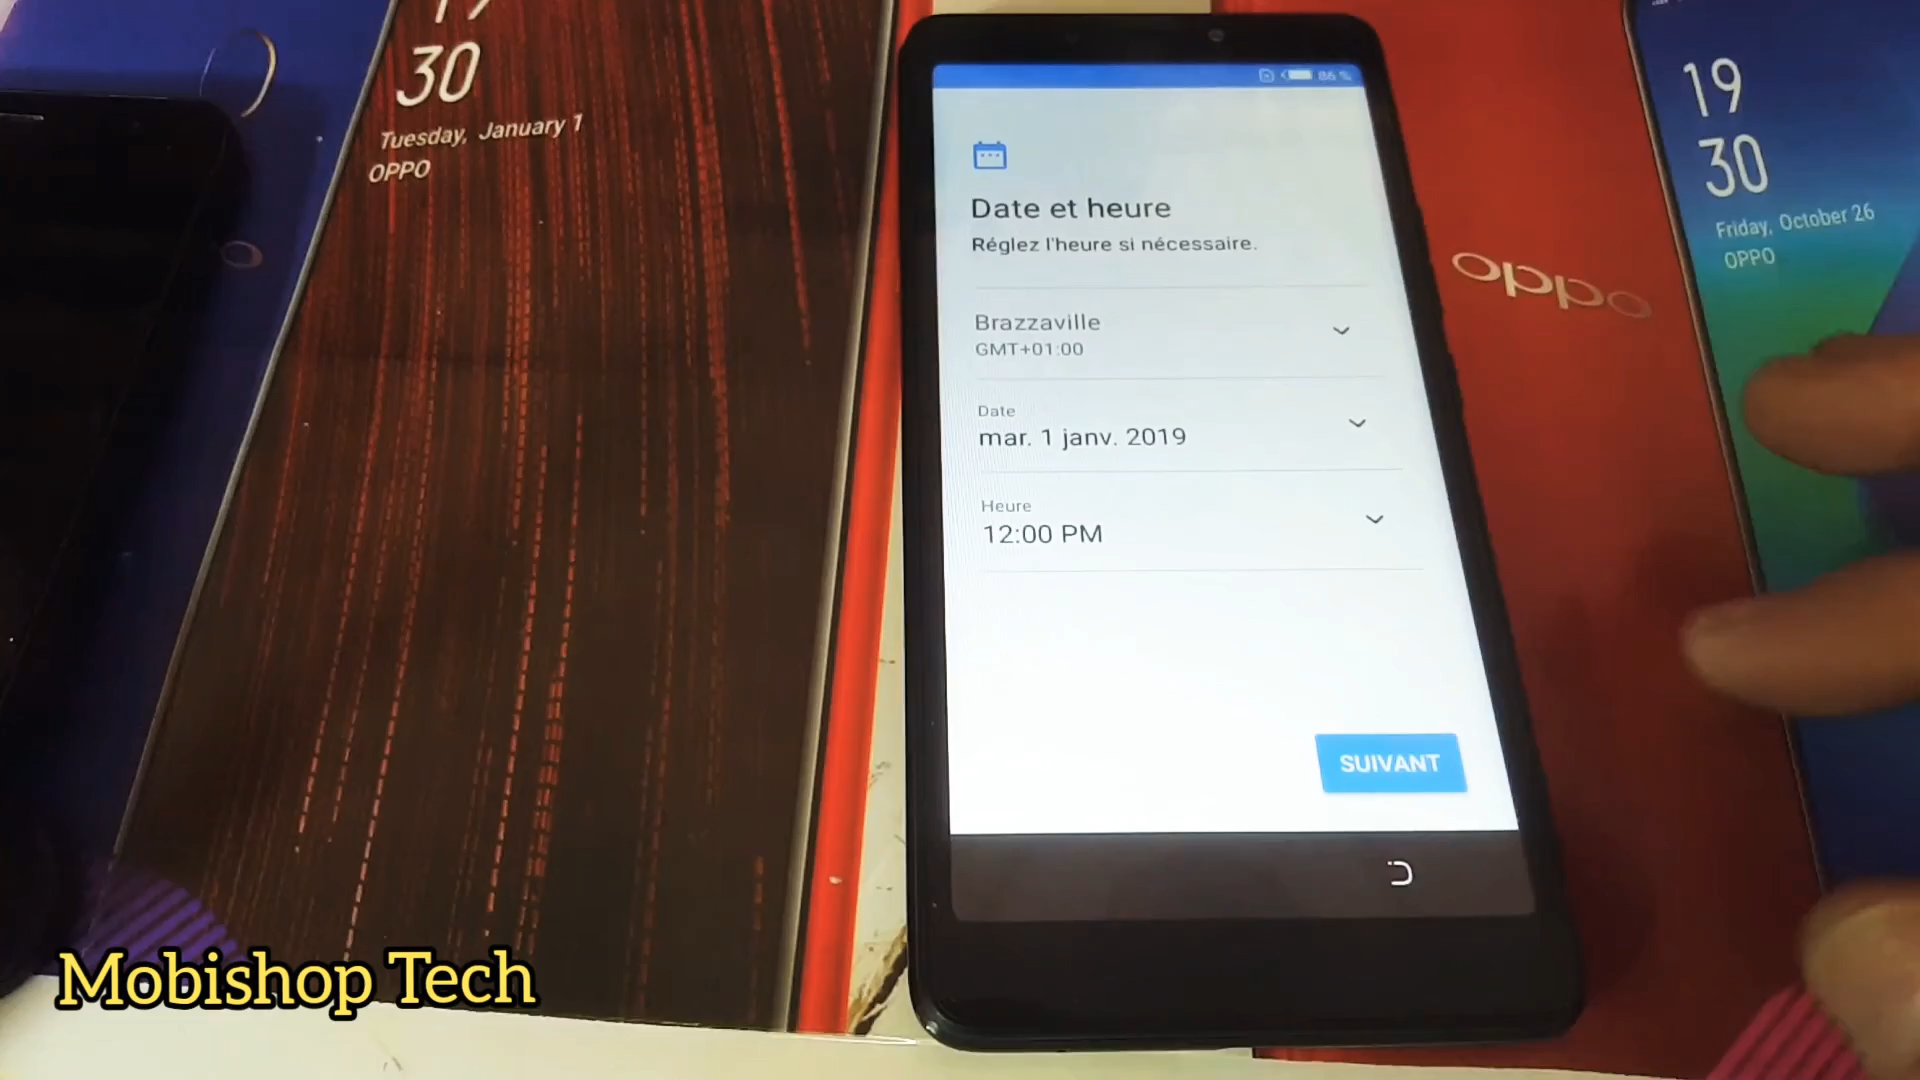 30
Tuesday, January 1
OPPO
86 %
Date et heure
Réglez l'heure si nécessaire.
Brazzaville
GMT+01:00
Date
mar. 1 janv. 2019
Heure
12:00 PM
SUIVANT
oppo
19
30
Friday, October 26
OPPO
Mobishop Tech